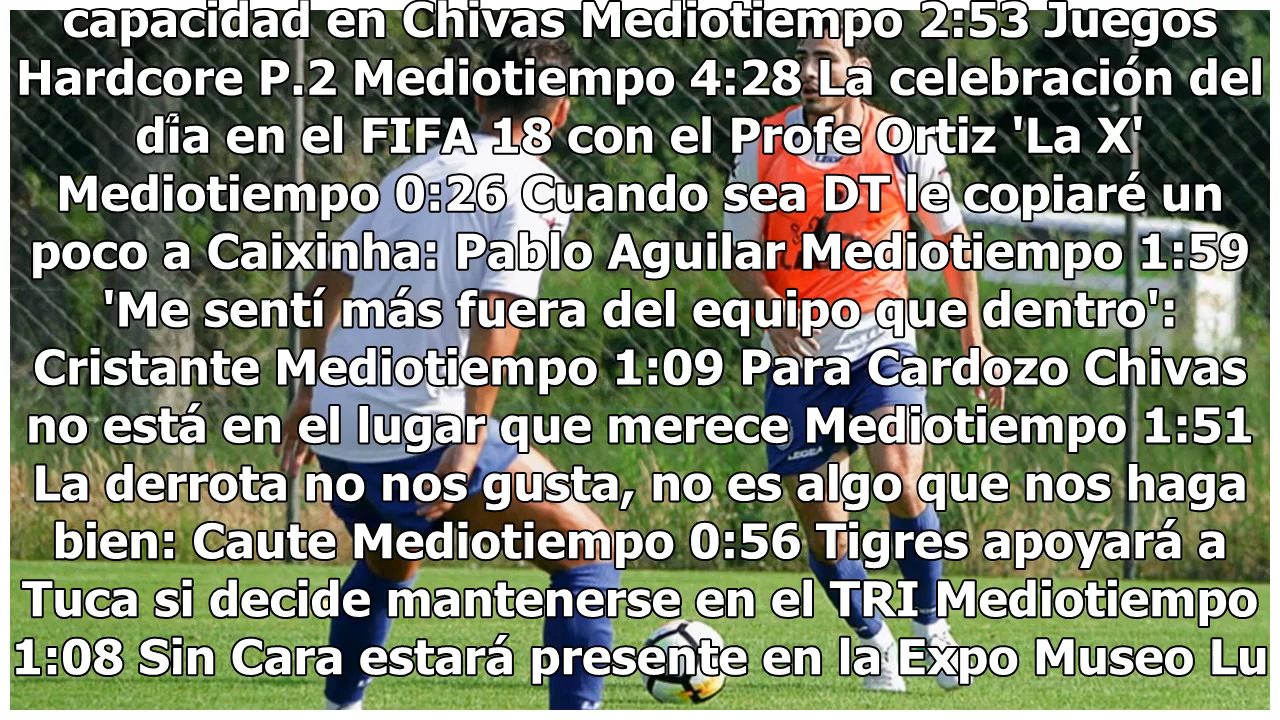 capacidad en Chivas Mediotiempo 2:53 Juegos
Hardcore P.2 Mediotiempo 4:28 La celebración del
día en el FIFA 18 con el Profe Ortiz 'La X'
Mediotiempo 0:26 Cuando sea DT le copiaré un
poco a Caixinha: Pablo Aguilar Mediotiempo 1:59
'Me sentí más fuera del equipo que dentro':
Cristante Mediotiempo 1:09 Para Cardozo Chivas
no está en el lugar que merece Mediotiempo 1:51
La derrota no nos gusta, no es algo que nos haga
bien: Caute Mediotiempo 0:56 Tigres apoyará a
Tuca si decide mantenerse en el TRI Mediotiempo
1:08 Sin Cara estará presente en la Expo Museo Lu
LEGEA
LEGEA